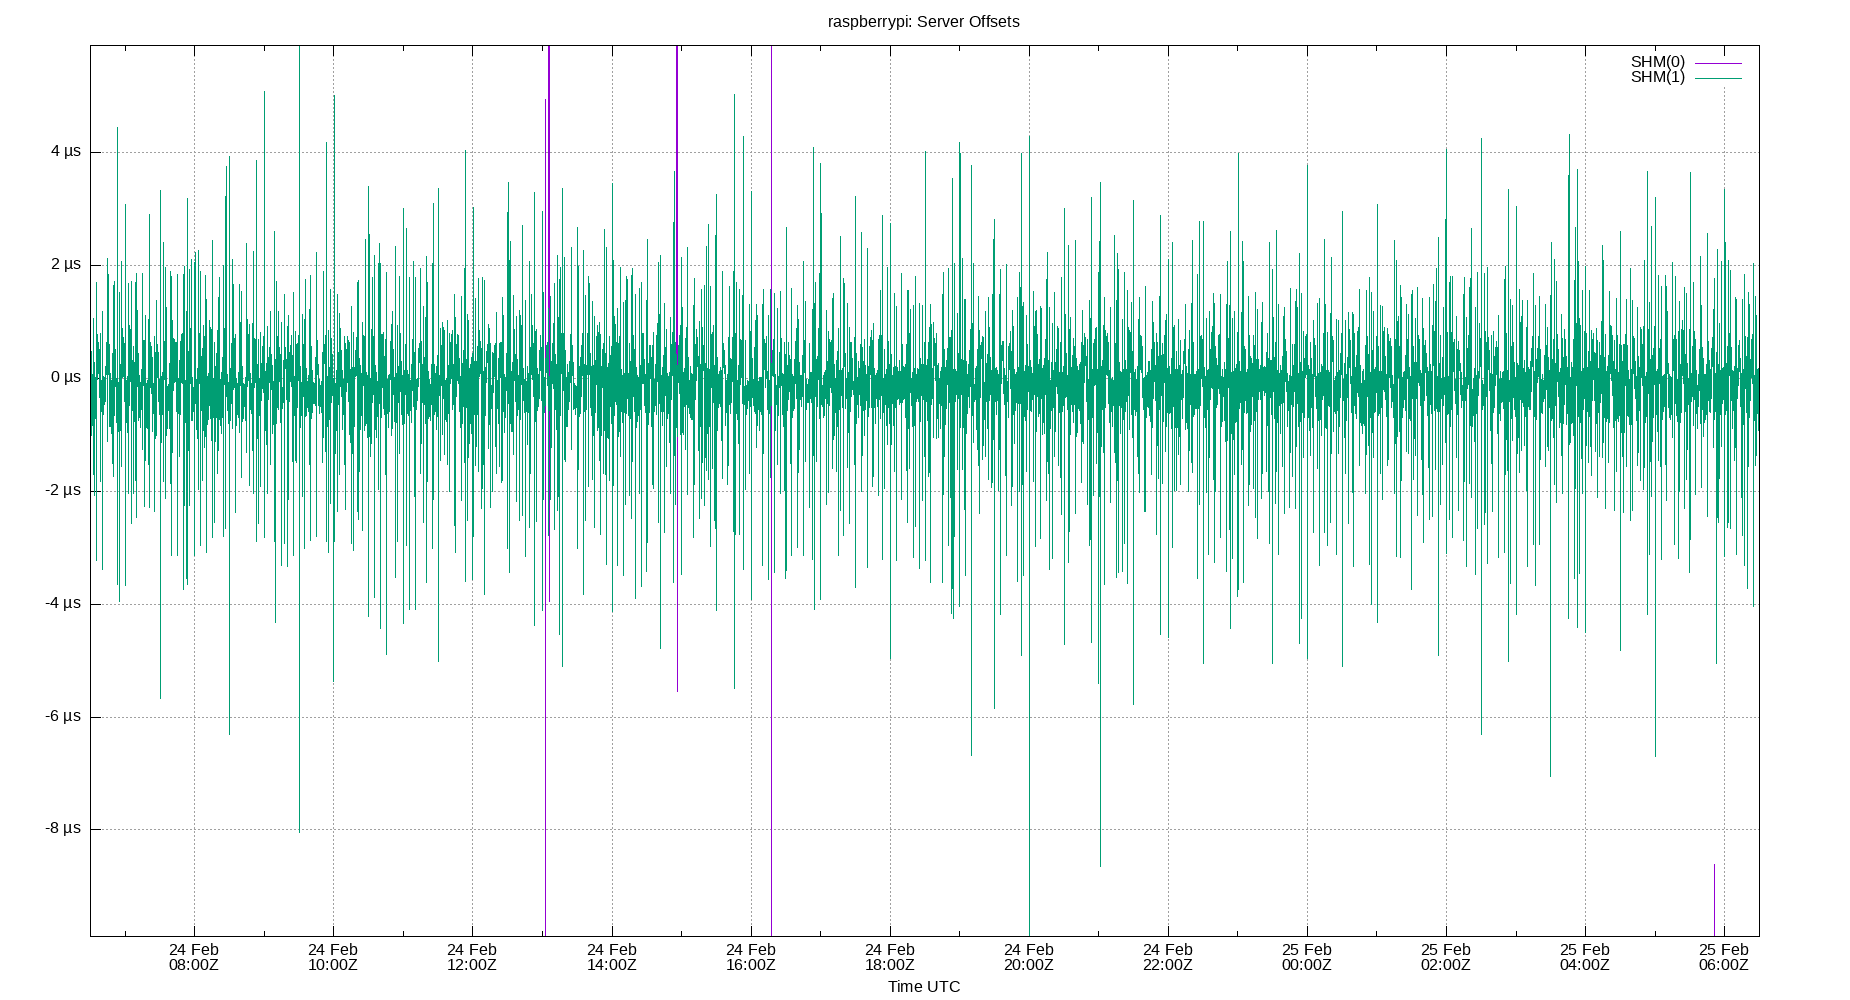 raspberrypi: Server Offsets
SHM(0)
SHM(1)
4 µs
2 µs
0 µs
-2 µs
-4 µs
-6 µs
-8 µs
24 Feb 24 Feb 24 Feb 24 Feb 24 Feb 24 Feb 24 Feb 24 Feb 25 Feb 25 Feb 25 Feb 25 Feb
08:00Z 10:00Z 12:00Z 14:00Z 16:00Z 18:00Z 20:00Z 22:00Z 00:00Z 02:00Z 04:00Z 06:00Z
Time UTC